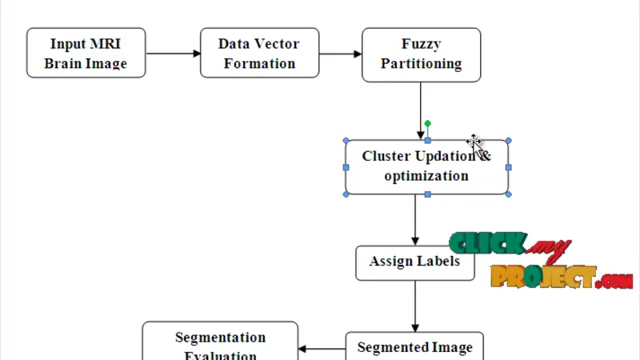 Input MRI
Brain Image
Data Vector
Formation
Fuzzy
Partitioning
Cluster Updation &
optimization
Assign Labels
CLICK my
PROJECT.COM
Segmentation
Evaluation
Segmented Image